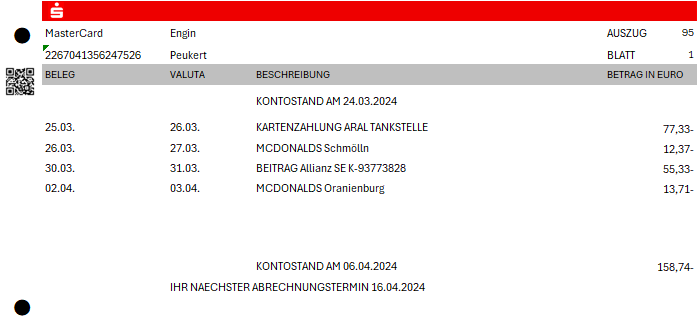 MasterCard Engin AUSZUG 95
2267041356247526 Peukert BLATT 1
BELEG VALUTA BESCHREIBUNG BETRAG IN EURO
KONTOSTAND AM 24.03.2024
25.03. 26.03. KARTENZAHLUNG ARAL TANKSTELLE 77,33-
26.03. 27.03. MCDONALDS Schmölln 12,37-
30.03. 31.03. BEITRAG Allianz SE K-93773828 55,33-
02.04. 03.04. MCDONALDS Oranienburg 13,71-
KONTOSTAND AM 06.04.2024 158,74-
IHR NAECHSTER ABRECHNUNGSTERMIN 16.04.2024